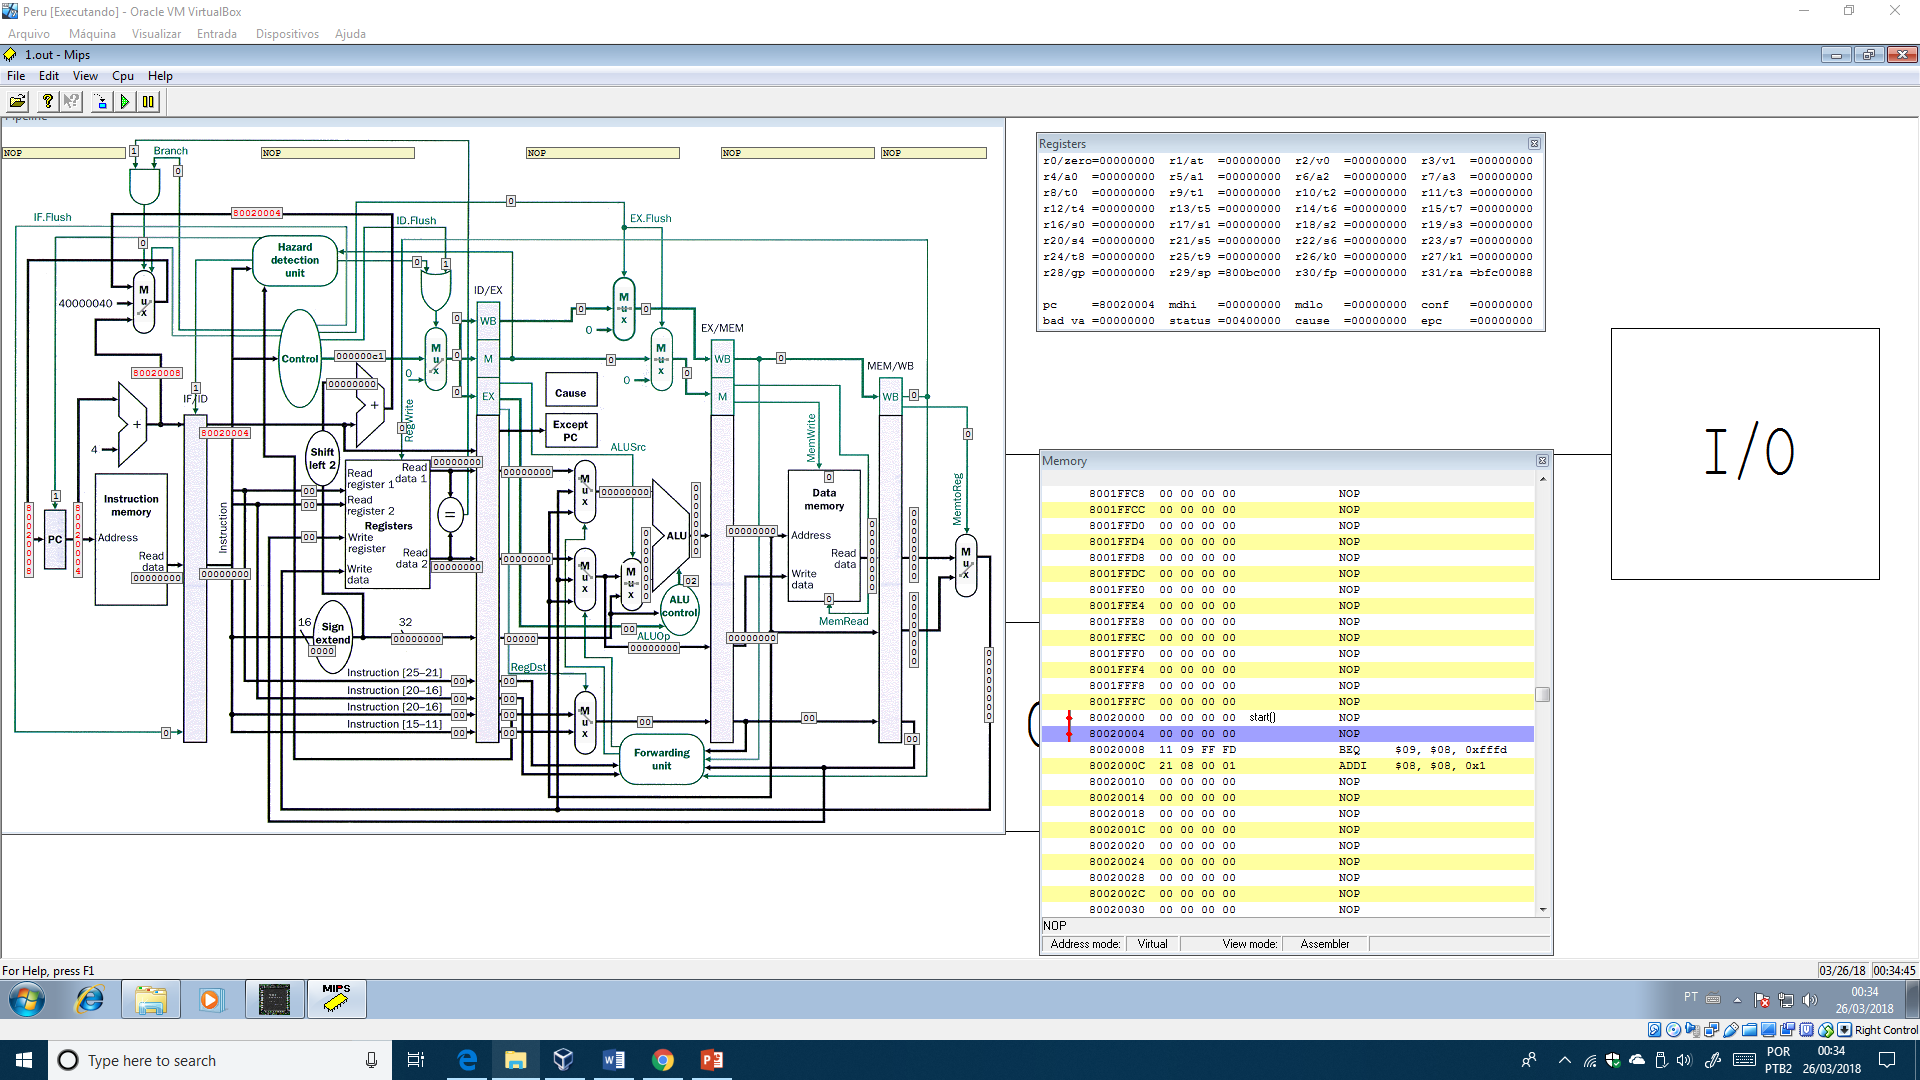 Peru [Executando] - Oracle VM VirtualBox
Arquivo Máquina Visualizar Entrada Dispositivos Ajuda
1.out - Mips
File Edit View Cpu Help
NOP NOP NOP NOP NOP
1 Branch
0
IF.Flush 80020004 ID.Flush 0 EX.Flush
0
Hazard detection unit
0 1
ID/EX
40000040
M u x
M u x
WB
0 0 0
EX/MEM
Control 000000c1
M u x
0
M
0
M u x
0
0
WB
0
MEM/WB
80020008
1
IF/ID
00000000
+
EX
0
Cause
M
WB 0
Except PC
+
4
80020004
Shift left 2
0
RegWrite
ALUSrc
MemWrite
0
MemtoReg
Instruction memory
Address
Read data
00000000
80020008
1
PC
80020004
Instruction
00000000
Read register 1
Read register 2
Registers
Write register
Write data
Read data 1
Read data 2
00
00
00
00000000
=
00000000
00000000
00000000
M u x
M u x
M u x
00000000
00000000
ALU
00000000
02
ALU control
00
ALUOp
00000000
00000000
0
Data memory
Address
Read data
Write data
0
MemRead
00000000
00000000
00000000
M u x
00000000
16
Sign extend
0000
32
00000000
00000
00000000
Instruction [25–21] 00 00
Instruction [20–16] 00 00
Instruction [20–16] 00 00
Instruction [15–11] 00 00
RegDst
M u x
00 00
00
0
Forwarding unit
Registers
r0/zero=00000000 r1/at =00000000 r2/v0 =00000000 r3/v1 =00000000
r4/a0 =00000000 r5/a1 =00000000 r6/a2 =00000000 r7/a3 =00000000
r8/t0 =00000000 r9/t1 =00000000 r10/t2 =00000000 r11/t3 =00000000
r12/t4 =00000000 r13/t5 =00000000 r14/t6 =00000000 r15/t7 =00000000
r16/s0 =00000000 r17/s1 =00000000 r18/s2 =00000000 r19/s3 =00000000
r20/s4 =00000000 r21/s5 =00000000 r22/s6 =00000000 r23/s7 =00000000
r24/t8 =00000000 r25/t9 =00000000 r26/k0 =00000000 r27/k1 =00000000
r28/gp =00000000 r29/sp =800bc000 r30/fp =00000000 r31/ra =bfc00088
pc =80020004 mdhi =00000000 mdlo =00000000 conf =00000000
bad va =00000000 status =00400000 cause =00000000 epc =00000000
I/O
Memory
8001FFC8 00 00 00 00 NOP
8001FFCC 00 00 00 00 NOP
8001FFD0 00 00 00 00 NOP
8001FFD4 00 00 00 00 NOP
8001FFD8 00 00 00 00 NOP
8001FFDC 00 00 00 00 NOP
8001FFE0 00 00 00 00 NOP
8001FFE4 00 00 00 00 NOP
8001FFE8 00 00 00 00 NOP
8001FFEC 00 00 00 00 NOP
8001FFF0 00 00 00 00 NOP
8001FFF4 00 00 00 00 NOP
8001FFF8 00 00 00 00 NOP
8001FFFC 00 00 00 00 NOP
80020000 00 00 00 00 start() NOP
80020004 00 00 00 00 NOP
80020008 11 09 FF FD BEQ $09, $08, 0xfffd
8002000C 21 08 00 01 ADDI $08, $08, 0x1
80020010 00 00 00 00 NOP
80020014 00 00 00 00 NOP
80020018 00 00 00 00 NOP
8002001C 00 00 00 00 NOP
80020020 00 00 00 00 NOP
80020024 00 00 00 00 NOP
80020028 00 00 00 00 NOP
8002002C 00 00 00 00 NOP
80020030 00 00 00 00 NOP
NOP
Address mode: Virtual View mode: Assembler
For Help, press F1
03/26/18 00:34:45
MIPS
PT 00:34
26/03/2018
Right Control
Type here to search
POR 00:34
PTB2 26/03/2018